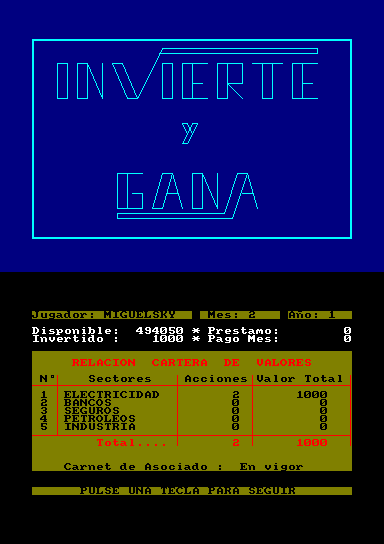 INVIERTE
y
GANA
Jugador: MIGUELSKY Mes: 2 Año: 1
Disponible: 494050 * Prestamo: 0
Invertido : 1000 * Pago Mes: 0
RELACION CARTERA DE VALORES
Nº Sectores Acciones Valor Total
1 ELECTRICIDAD 2 1000
2 BANCOS 0 0
3 SEGUROS 0 0
4 PETROLEOS 0 0
5 INDUSTRIA 0 0
Total.... 2 1000
Carnet de Asociado : En vigor
PULSE UNA TECLA PARA SEGUIR